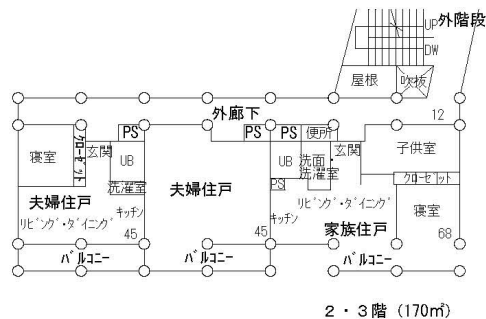 外階段
UP
DW
屋根
吹抜
外廊下
12
PS
PS
PS
便所
クローゼット
玄関
UB
UB
洗面・
洗濯室
玄関
子供室
寝室
洗濯室
夫婦住戸
PS
クローゼット
夫婦住戸
リビング・ダイニング
キッチン
45
キッチン
45
リビング・ダイニング
寝室
家族住戸
68
バルコニー
バルコニー
バルコニー
2・3階(170㎡)